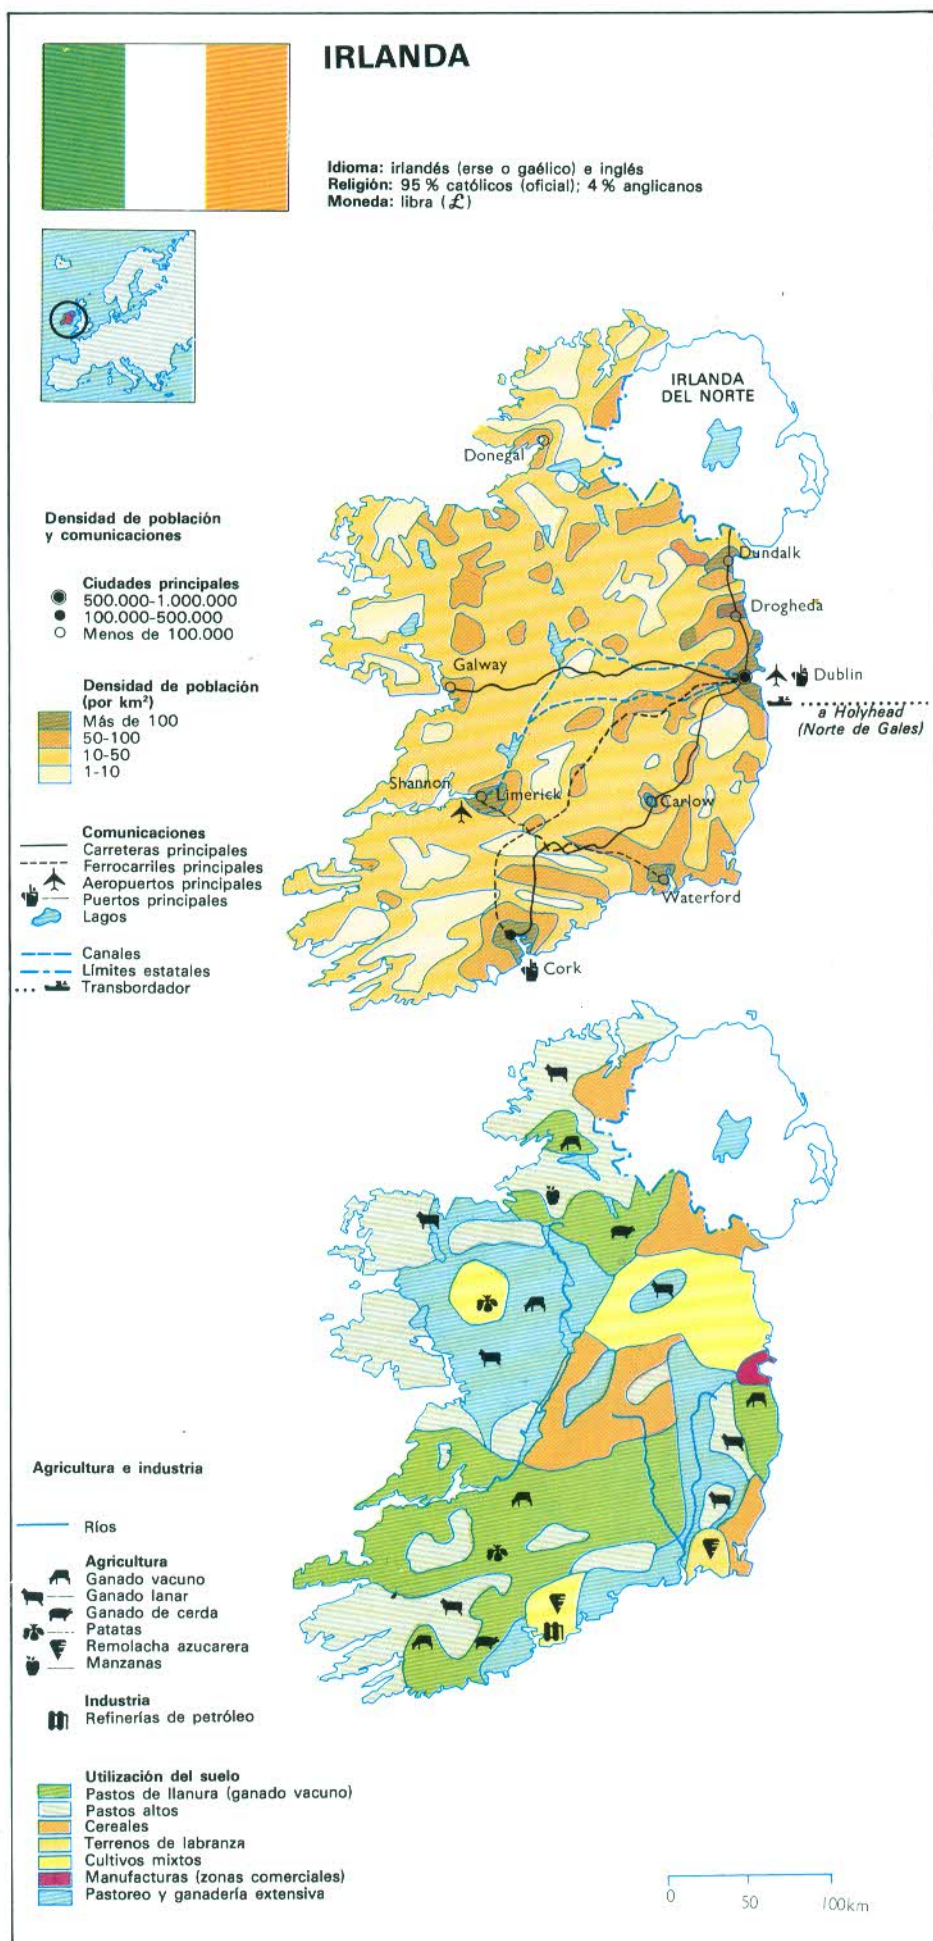 IRLANDA
Idioma: irlandés (erse o gaélico) e inglés
Religión: 95 % católicos (oficial); 4 % anglicanos
Moneda: libra (£)
IRLANDA
DEL NORTE
Donegal
Dundalk
Drogheda
Galway
Dublin
a Holyhead
(Norte de Gales)
Shannon
Limerick
Carlow
Waterford
Cork
Densidad de población
y comunicaciones
Ciudades principales
500.000-1.000.000
100.000-500.000
Menos de 100.000
Densidad de población
(por km²)
Más de 100
50-100
10-50
1-10
Comunicaciones
Carreteras principales
Ferrocarriles principales
Aeropuertos principales
Puertos principales
Lagos
Canales
Límites estatales
Transbordador
Agricultura e industria
Ríos
Agricultura
Ganado vacuno
Ganado lanar
Ganado de cerda
Patatas
Remolacha azucarera
Manzanas
Industria
Refinerías de petróleo
Utilización del suelo
Pastos de llanura (ganado vacuno)
Pastos altos
Cereales
Terrenos de labranza
Cultivos mixtos
Manufacturas (zonas comerciales)
Pastoreo y ganadería extensiva
0 50 100km